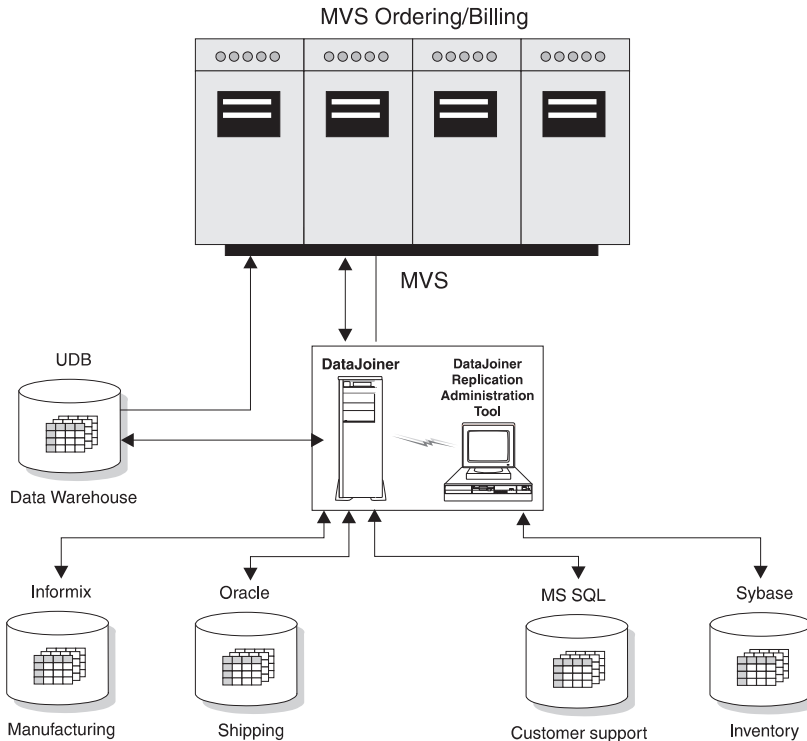 MVS Ordering/Billing
MVS
UDB
Data Warehouse
DataJoiner
DataJoiner
Replication
Administration
Tool
Informix
Manufacturing
Oracle
Shipping
MS SQL
Customer support
Sybase
Inventory